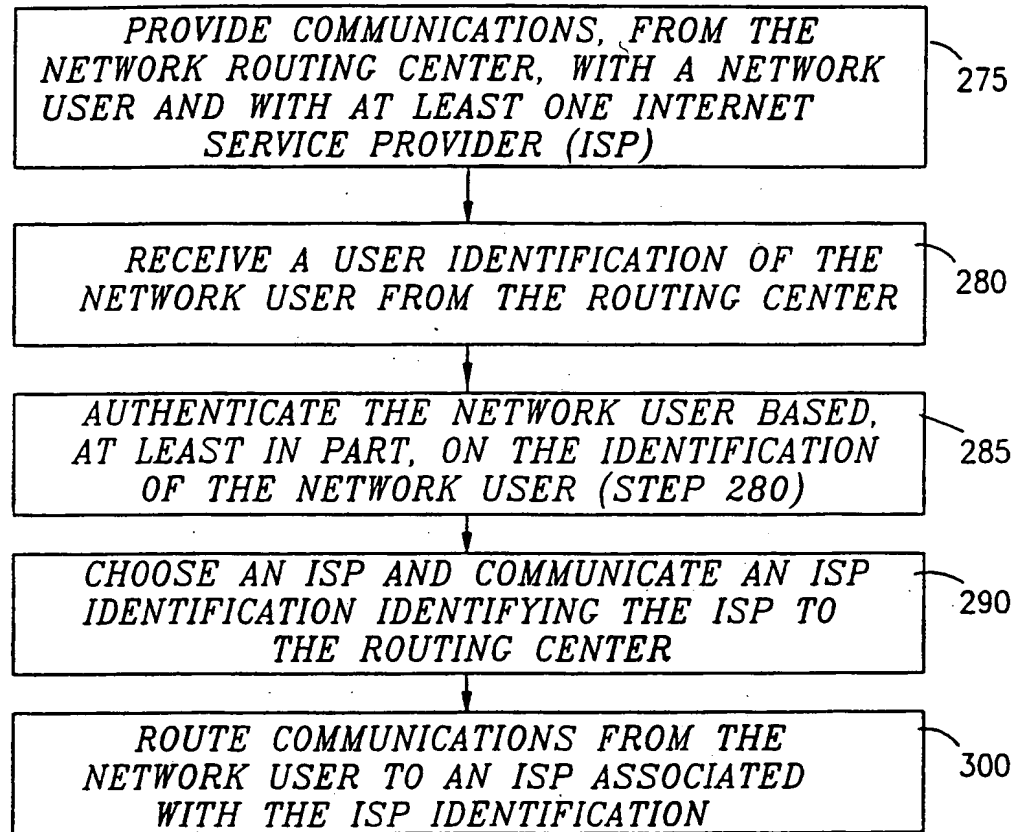 PROVIDE COMMUNICATIONS, FROM THE
NETWORK ROUTING CENTER, WITH A NETWORK
USER AND WITH AT LEAST ONE INTERNET
SERVICE PROVIDER (ISP)
275
RECEIVE A USER IDENTIFICATION OF THE
NETWORK USER FROM THE ROUTING CENTER
280
AUTHENTICATE THE NETWORK USER BASED,
AT LEAST IN PART, ON THE IDENTIFICATION
OF THE NETWORK USER (STEP 280)
285
CHOOSE AN ISP AND COMMUNICATE AN ISP
IDENTIFICATION IDENTIFYING THE ISP TO
THE ROUTING CENTER
290
ROUTE COMMUNICATIONS FROM THE
NETWORK USER TO AN ISP ASSOCIATED
WITH THE ISP IDENTIFICATION
300